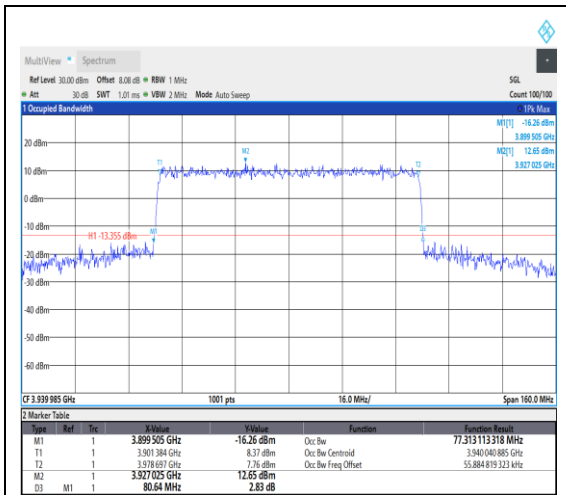 MultiView Spectrum
Ref Level 30.00 dBm Offset 8.08 dB RBW 1 MHz SGL
Att 30 dB SWT 1.01 ms VBW 2 MHz Mode Auto Sweep Count 100/100
1 Occupied Bandwidth 1Pk Max
M1[1] -16.26 dBm
3.899 505 GHz
M2[1] 12.65 dBm
3.927 025 GHz
20 dBm
M2
T1 T2
10 dBm
0 dBm
-10 dBm
H1 -13.355 dBm
M1 D3
-20 dBm
-30 dBm
-40 dBm
-50 dBm
-60 dBm
CF 3.939 985 GHz 1001 pts 16.0 MHz/ Span 160.0 MHz
2 Marker Table
Type Ref Trc X-Value Y-Value Function Function Result
M1 1 3.899 505 GHz -16.26 dBm Occ Bw 77.313 113 318 MHz
T1 1 3.901 384 GHz 8.37 dBm Occ Bw Centroid 3.940 040 885 GHz
T2 1 3.978 697 GHz 7.76 dBm Occ Bw Freq Offset 55.884 819 323 kHz
M2 1 3.927 025 GHz 12.65 dBm
D3 M1 1 80.64 MHz 2.83 dB